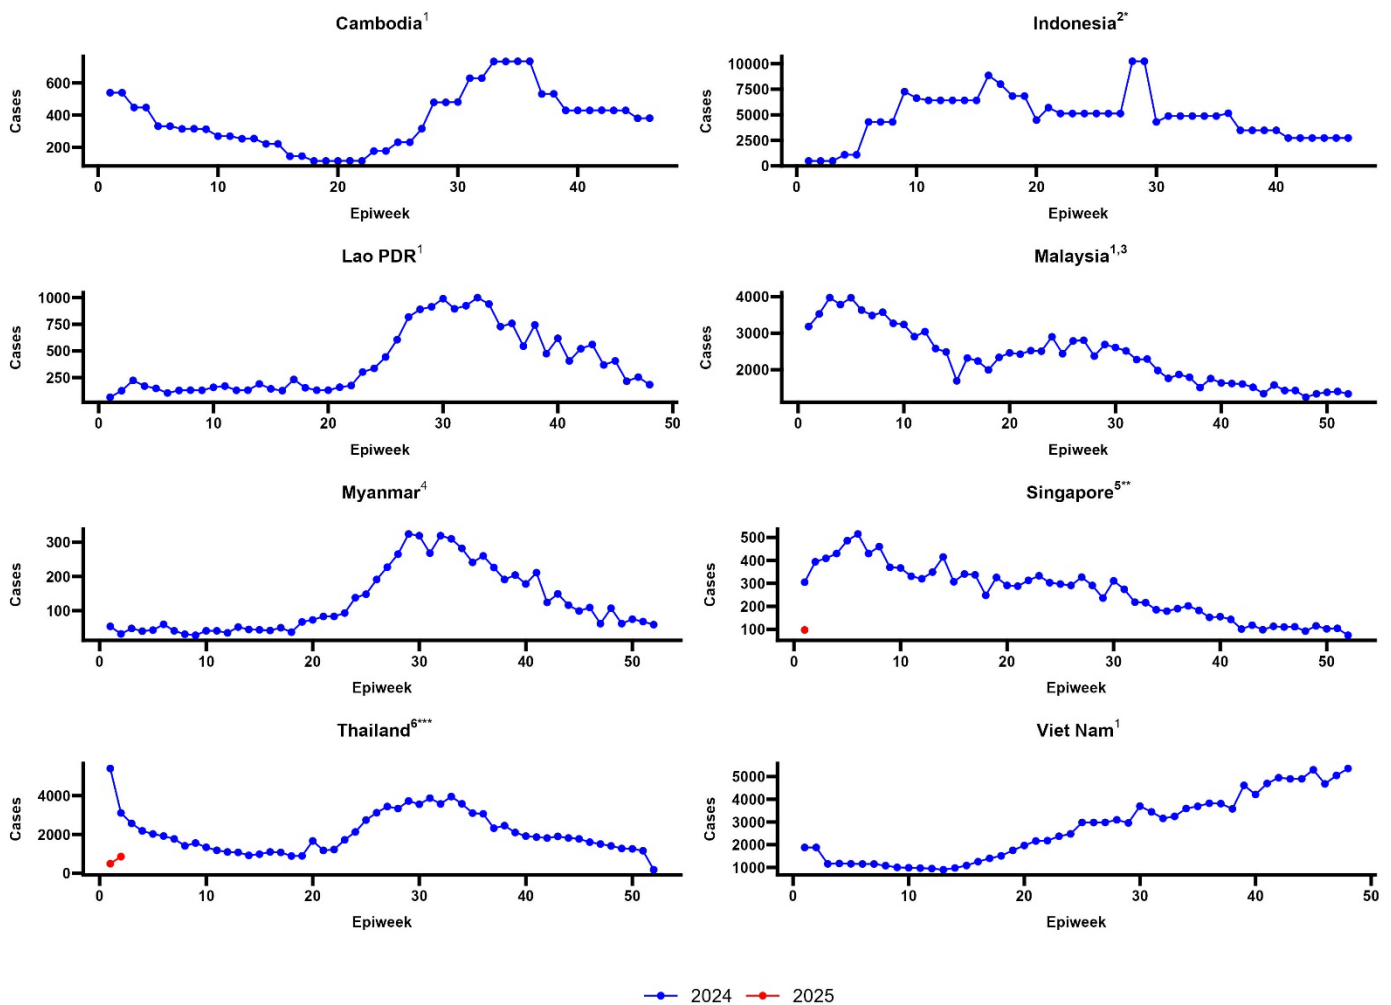 Cambodia1 Indonesia2*
Cases 600 400 200 Cases 10000 7500 5000 2500 0
0 10 20 30 40 0 10 20 30 40
Epiweek Epiweek
Lao PDR1 Malaysia1,3
Cases 1000 750 500 250 Cases 4000 3000 2000
0 10 20 30 40 50 0 10 20 30 40 50
Epiweek Epiweek
Myanmar4 Singapore5**
Cases 300 200 100 Cases 500 400 300 200 100
0 10 20 30 40 50 0 10 20 30 40 50
Epiweek Epiweek
Thailand6*** Viet Nam1
Cases 4000 2000 0 Cases 5000 4000 3000 2000 1000
0 10 20 30 40 50 0 10 20 30 40 50
Epiweek Epiweek
2024 2025